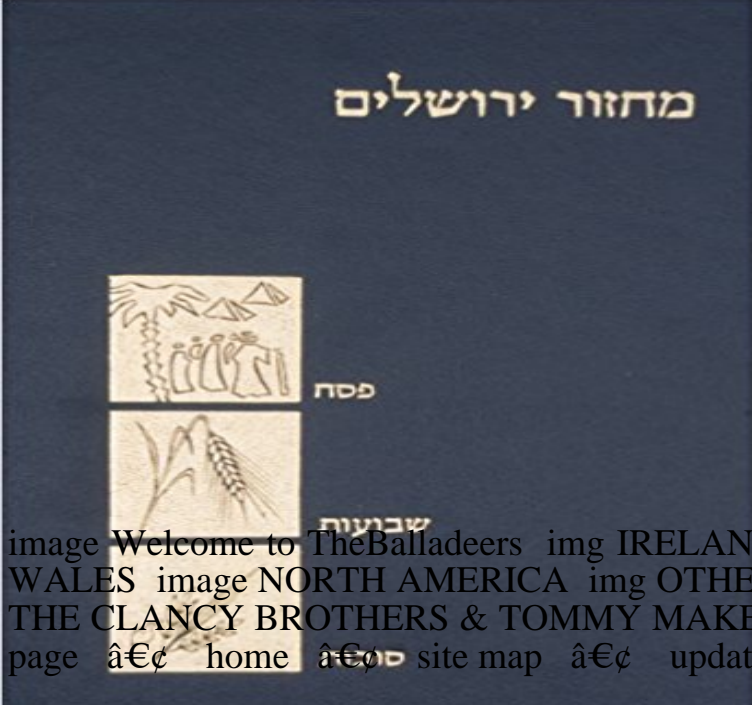 מחזור ירושלים
פסח
שבועות
image Welcome to TheBalladeers img IRELAN
WALES image NORTH AMERICA img OTHE
THE CLANCY BROTHERS & TOMMY MAKE
page â€¢ home â€¢ site map â€¢ updat